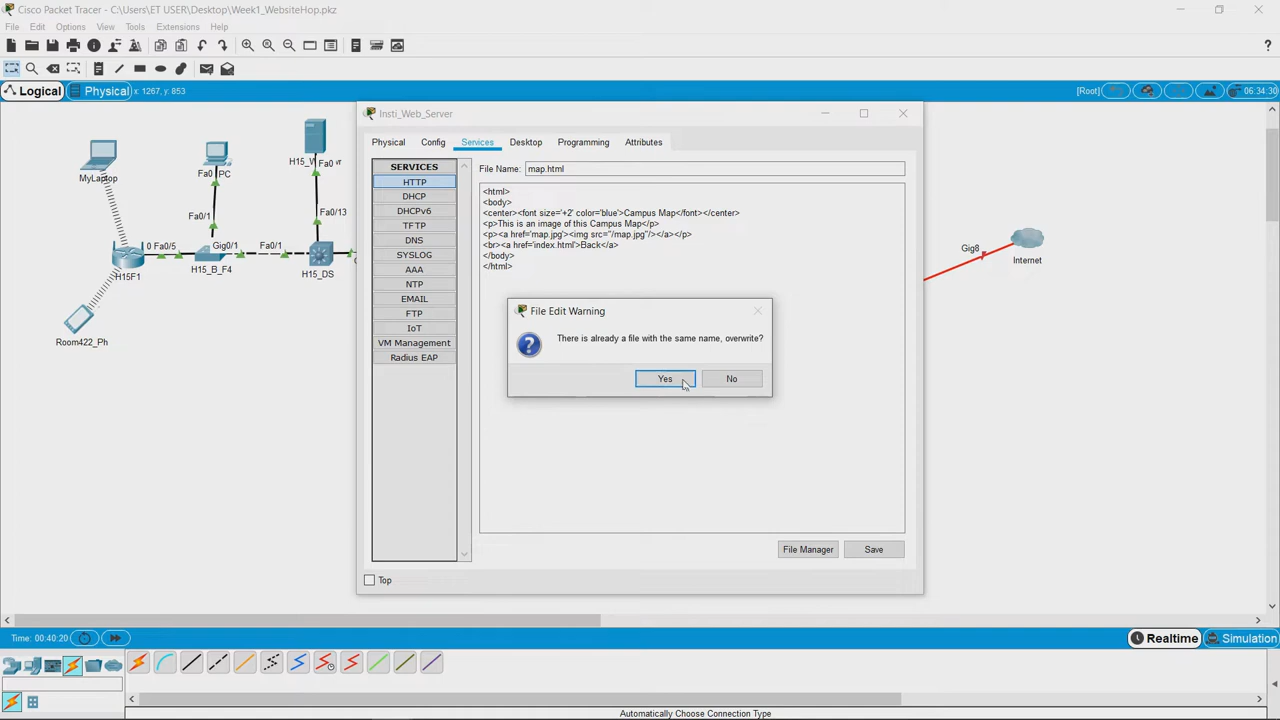 Cisco Packet Tracer - C:\Users\ET USER\Desktop\Week1_WebsiteHop.pkz
File Edit Options View Tools Extensions Help
?
Logical Physical x: 1267, y: 853 [Root] 06:34:30
Insti_Web_Server
Physical Config Services Desktop Programming Attributes
SERVICES
HTTP
DHCP
DHCPv6
TFTP
DNS
SYSLOG
AAA
NTP
EMAIL
FTP
IoT
VM Management
Radius EAP
File Name: map.html
<html>
<body>
<center><font size='+2' color='blue'>Campus Map</font></center>
<p>This is an image of this Campus Map</p>
<p><a href='map.jpg'><img src="/map.jpg"/></a></p>
<br><a href='index.html'>Back</a>
</body>
</html>
File Edit Warning
There is already a file with the same name, overwrite?
Yes No
File Manager Save
Top
MyLaptop
Fa0 PC
Fa0
Fa0/1
Fa0/13
0 Fa0/5 Gig0/1 Fa0/1
H15F1
H15_B_F4
H15_DS
Room422_Ph
Gig8
Internet
Time: 00:40:20
Realtime Simulation
Automatically Choose Connection Type